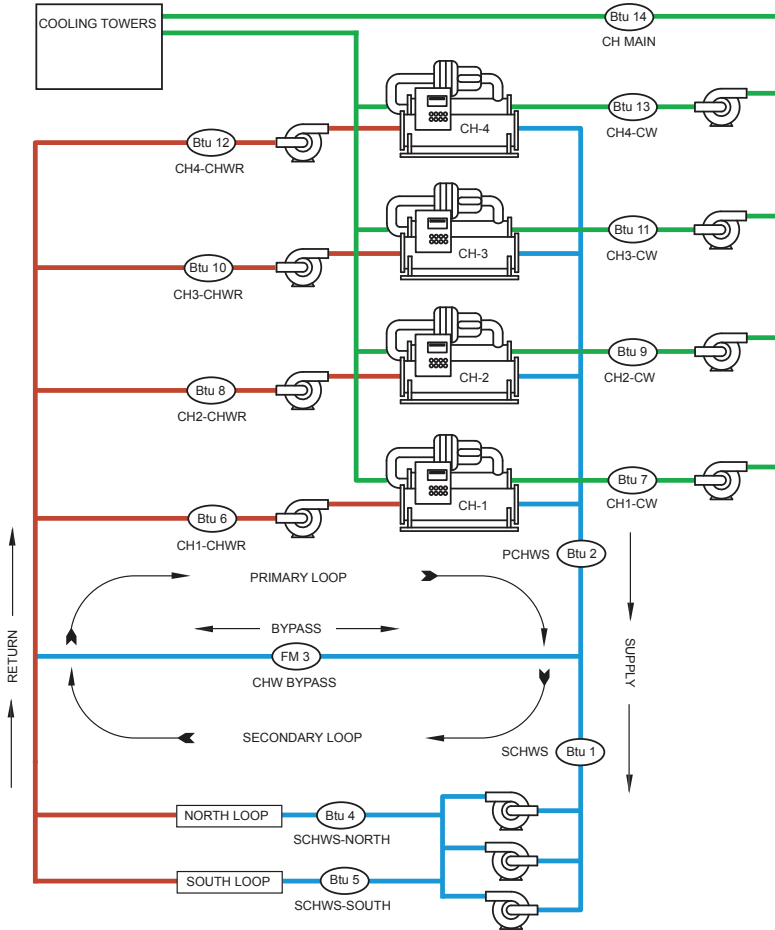 COOLING TOWERS
Btu 14
CH MAIN
Btu 13
CH4-CW
CH-4
Btu 12
CH4-CHWR
Btu 11
CH3-CW
CH-3
Btu 10
CH3-CHWR
Btu 9
CH2-CW
CH-2
Btu 8
CH2-CHWR
Btu 7
CH1-CW
CH-1
Btu 6
CH1-CHWR
PCHWS
Btu 2
PRIMARY LOOP
BYPASS
FM 3
CHW BYPASS
RETURN
SUPPLY
SECONDARY LOOP
SCHWS
Btu 1
NORTH LOOP
Btu 4
SCHWS-NORTH
SOUTH LOOP
Btu 5
SCHWS-SOUTH